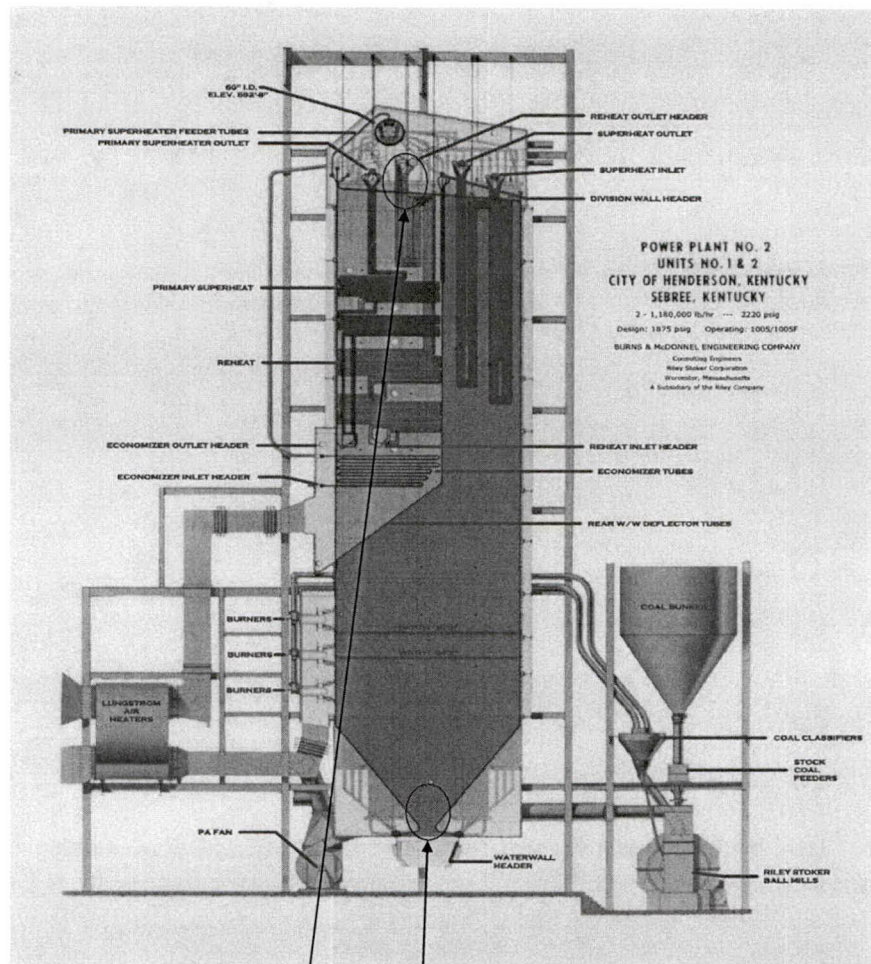 60" I.D.
ELEV. 592'-8"
REHEAT OUTLET HEADER
PRIMARY SUPERHEATER FEEDER TUBES
SUPERHEAT OUTLET
PRIMARY SUPERHEATER OUTLET
SUPERHEAT INLET
DIVISION WALL HEADER
POWER PLANT NO. 2
UNITS NO. 1 & 2
CITY OF HENDERSON, KENTUCKY
SEBREE, KENTUCKY
2 - 1,180,000 lb/hr --- 2220 psig
Design: 1875 psig Operating: 1005/1005F
BURNS & McDONNEL ENGINEERING COMPANY
Consulting Engineers
Riley Stoker Corporation
Worcester, Massachusetts
A Subsidiary of the Riley Company
PRIMARY SUPERHEAT
REHEAT
ECONOMIZER OUTLET HEADER
REHEAT INLET HEADER
ECONOMIZER INLET HEADER
ECONOMIZER TUBES
REAR W/W DEFLECTOR TUBES
COAL BUNKER
BURNERS
BURNERS
BURNERS
LUNGSTROM
AIR
HEATERS
COAL CLASSIFIERS
STOCK
COAL
FEEDERS
PA FAN
WATERWALL
HEADER
RILEY STOKER
BALL MILLS